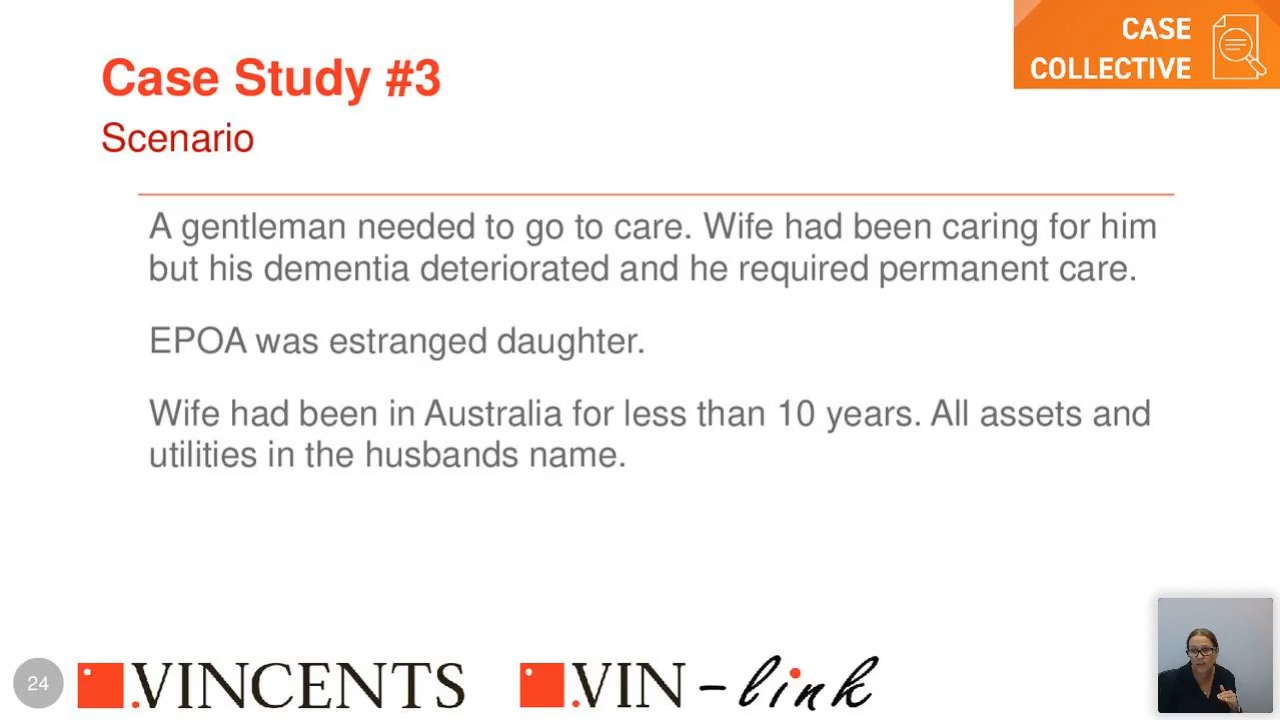 CASE
COLLECTIVE
Case Study #3
Scenario
A gentleman needed to go to care. Wife had been caring for him
but his dementia deteriorated and he required permanent care.
EPOA was estranged daughter.
Wife had been in Australia for less than 10 years. All assets and
utilities in the husbands name.
24
.VINCENTS
.VIN-link